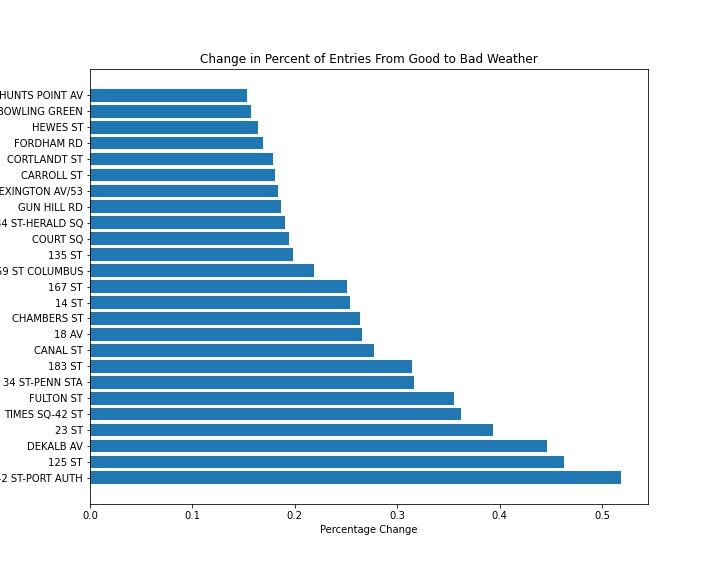 Change in Percent of Entries From Good to Bad Weather
HUNTS POINT AV
BOWLING GREEN
HEWES ST
FORDHAM RD
CORTLANDT ST
CARROLL ST
EXINGTON AV/53
GUN HILL RD
34 ST-HERALD SQ
COURT SQ
135 ST
59 ST COLUMBUS
167 ST
14 ST
CHAMBERS ST
18 AV
CANAL ST
183 ST
34 ST-PENN STA
FULTON ST
TIMES SQ-42 ST
23 ST
DEKALB AV
125 ST
2 ST-PORT AUTH
0.0 0.1 0.2 0.3 0.4 0.5
Percentage Change